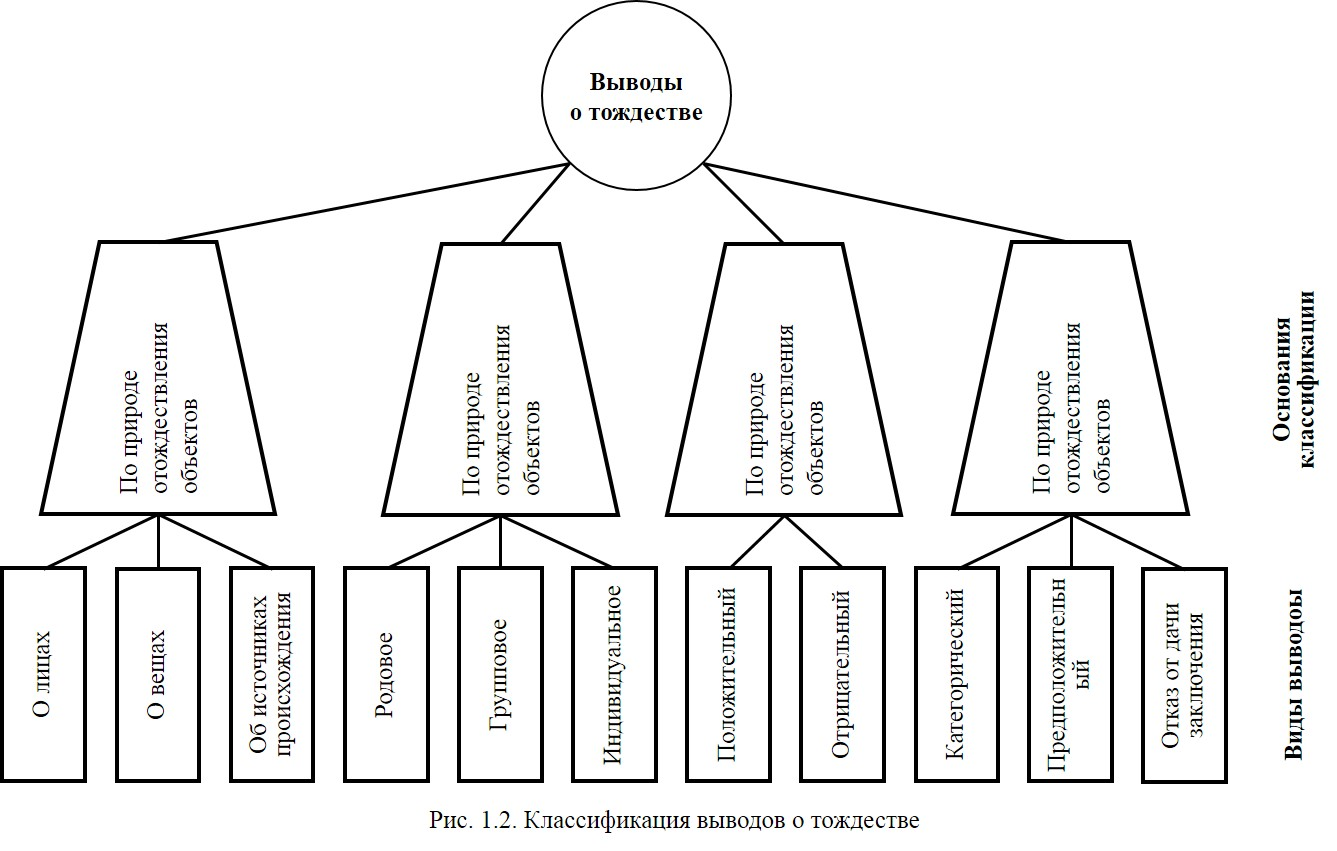 Выводы
о тождестве
По природе
отождествления
объектов
По природе
отождествления
объектов
По природе
отождествления
объектов
По природе
отождествления
объектов
Основания
классификации
О лицах
О вещах
Об источниках
происхождения
Родовое
Групповое
Индивидуальное
Положительный
Отрицательный
Категорический
Предположительн
ый
Отказ от дачи
заключения
Виды выводоы
Рис. 1.2. Классификация выводов о тождестве